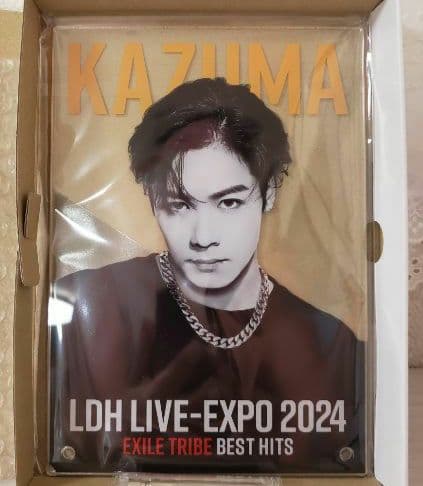 KAZUMA
LDH LIVE-EXPO 2024
EXILE TRIBE BEST HITS